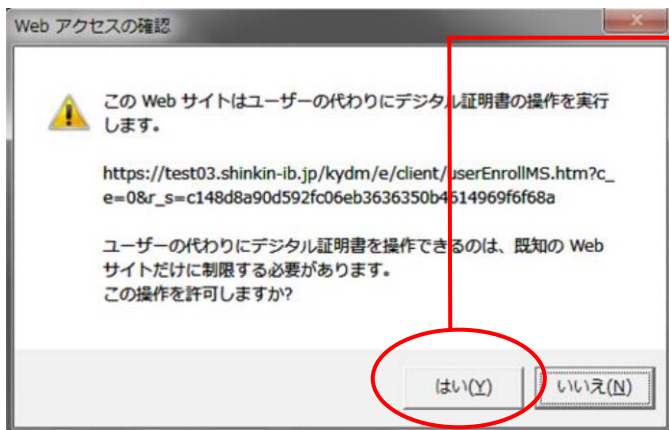 Web アクセスの確認
この Web サイトはユーザーの代わりにデジタル証明書の操作を実行
します。
https://test03.shinkin-ib.jp/kydm/e/client/userEnrollMS.htm?c_
e=0&r_s=c148d8a90d592fc06eb3636350b4614969f6f68a
ユーザーの代わりにデジタル証明書を操作できるのは、既知の Web
サイトだけに制限する必要があります。
この操作を許可しますか?
はい(Y)
いいえ(N)